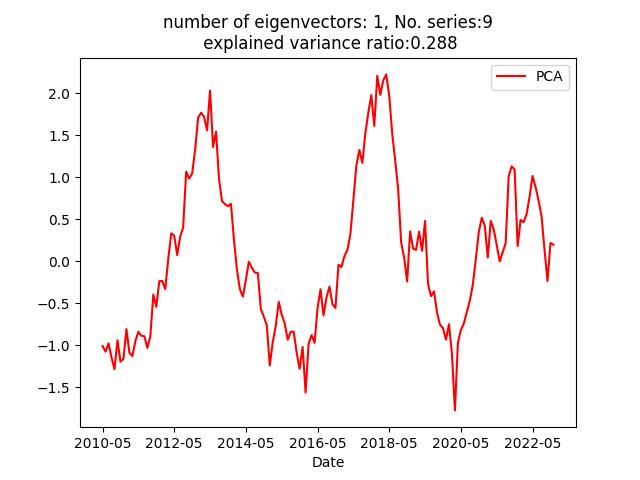 number of eigenvectors: 1, No. series:9
explained variance ratio:0.288
PCA
2.0
1.5
1.0
0.5
0.0
−0.5
−1.0
−1.5
2010-05 2012-05 2014-05 2016-05 2018-05 2020-05 2022-05
Date